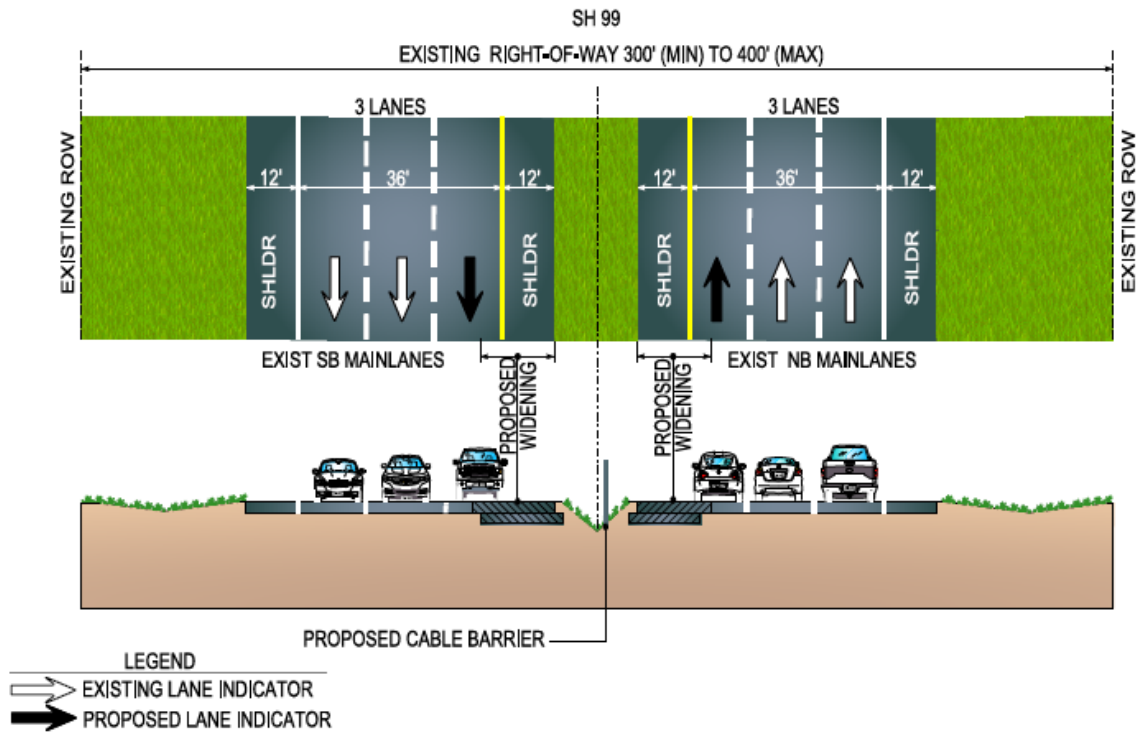 SH 99
EXISTING RIGHT-OF-WAY 300' (MIN) TO 400' (MAX)
EXISTING ROW
3 LANES
3 LANES
EXISTING ROW
12'
36'
12'
12'
36'
12'
SHLDR
SHLDR
SHLDR
SHLDR
EXIST SB MAINLANES
EXIST NB MAINLANES
PROPOSED
WIDENING
PROPOSED
WIDENING
PROPOSED CABLE BARRIER
LEGEND
EXISTING LANE INDICATOR
PROPOSED LANE INDICATOR